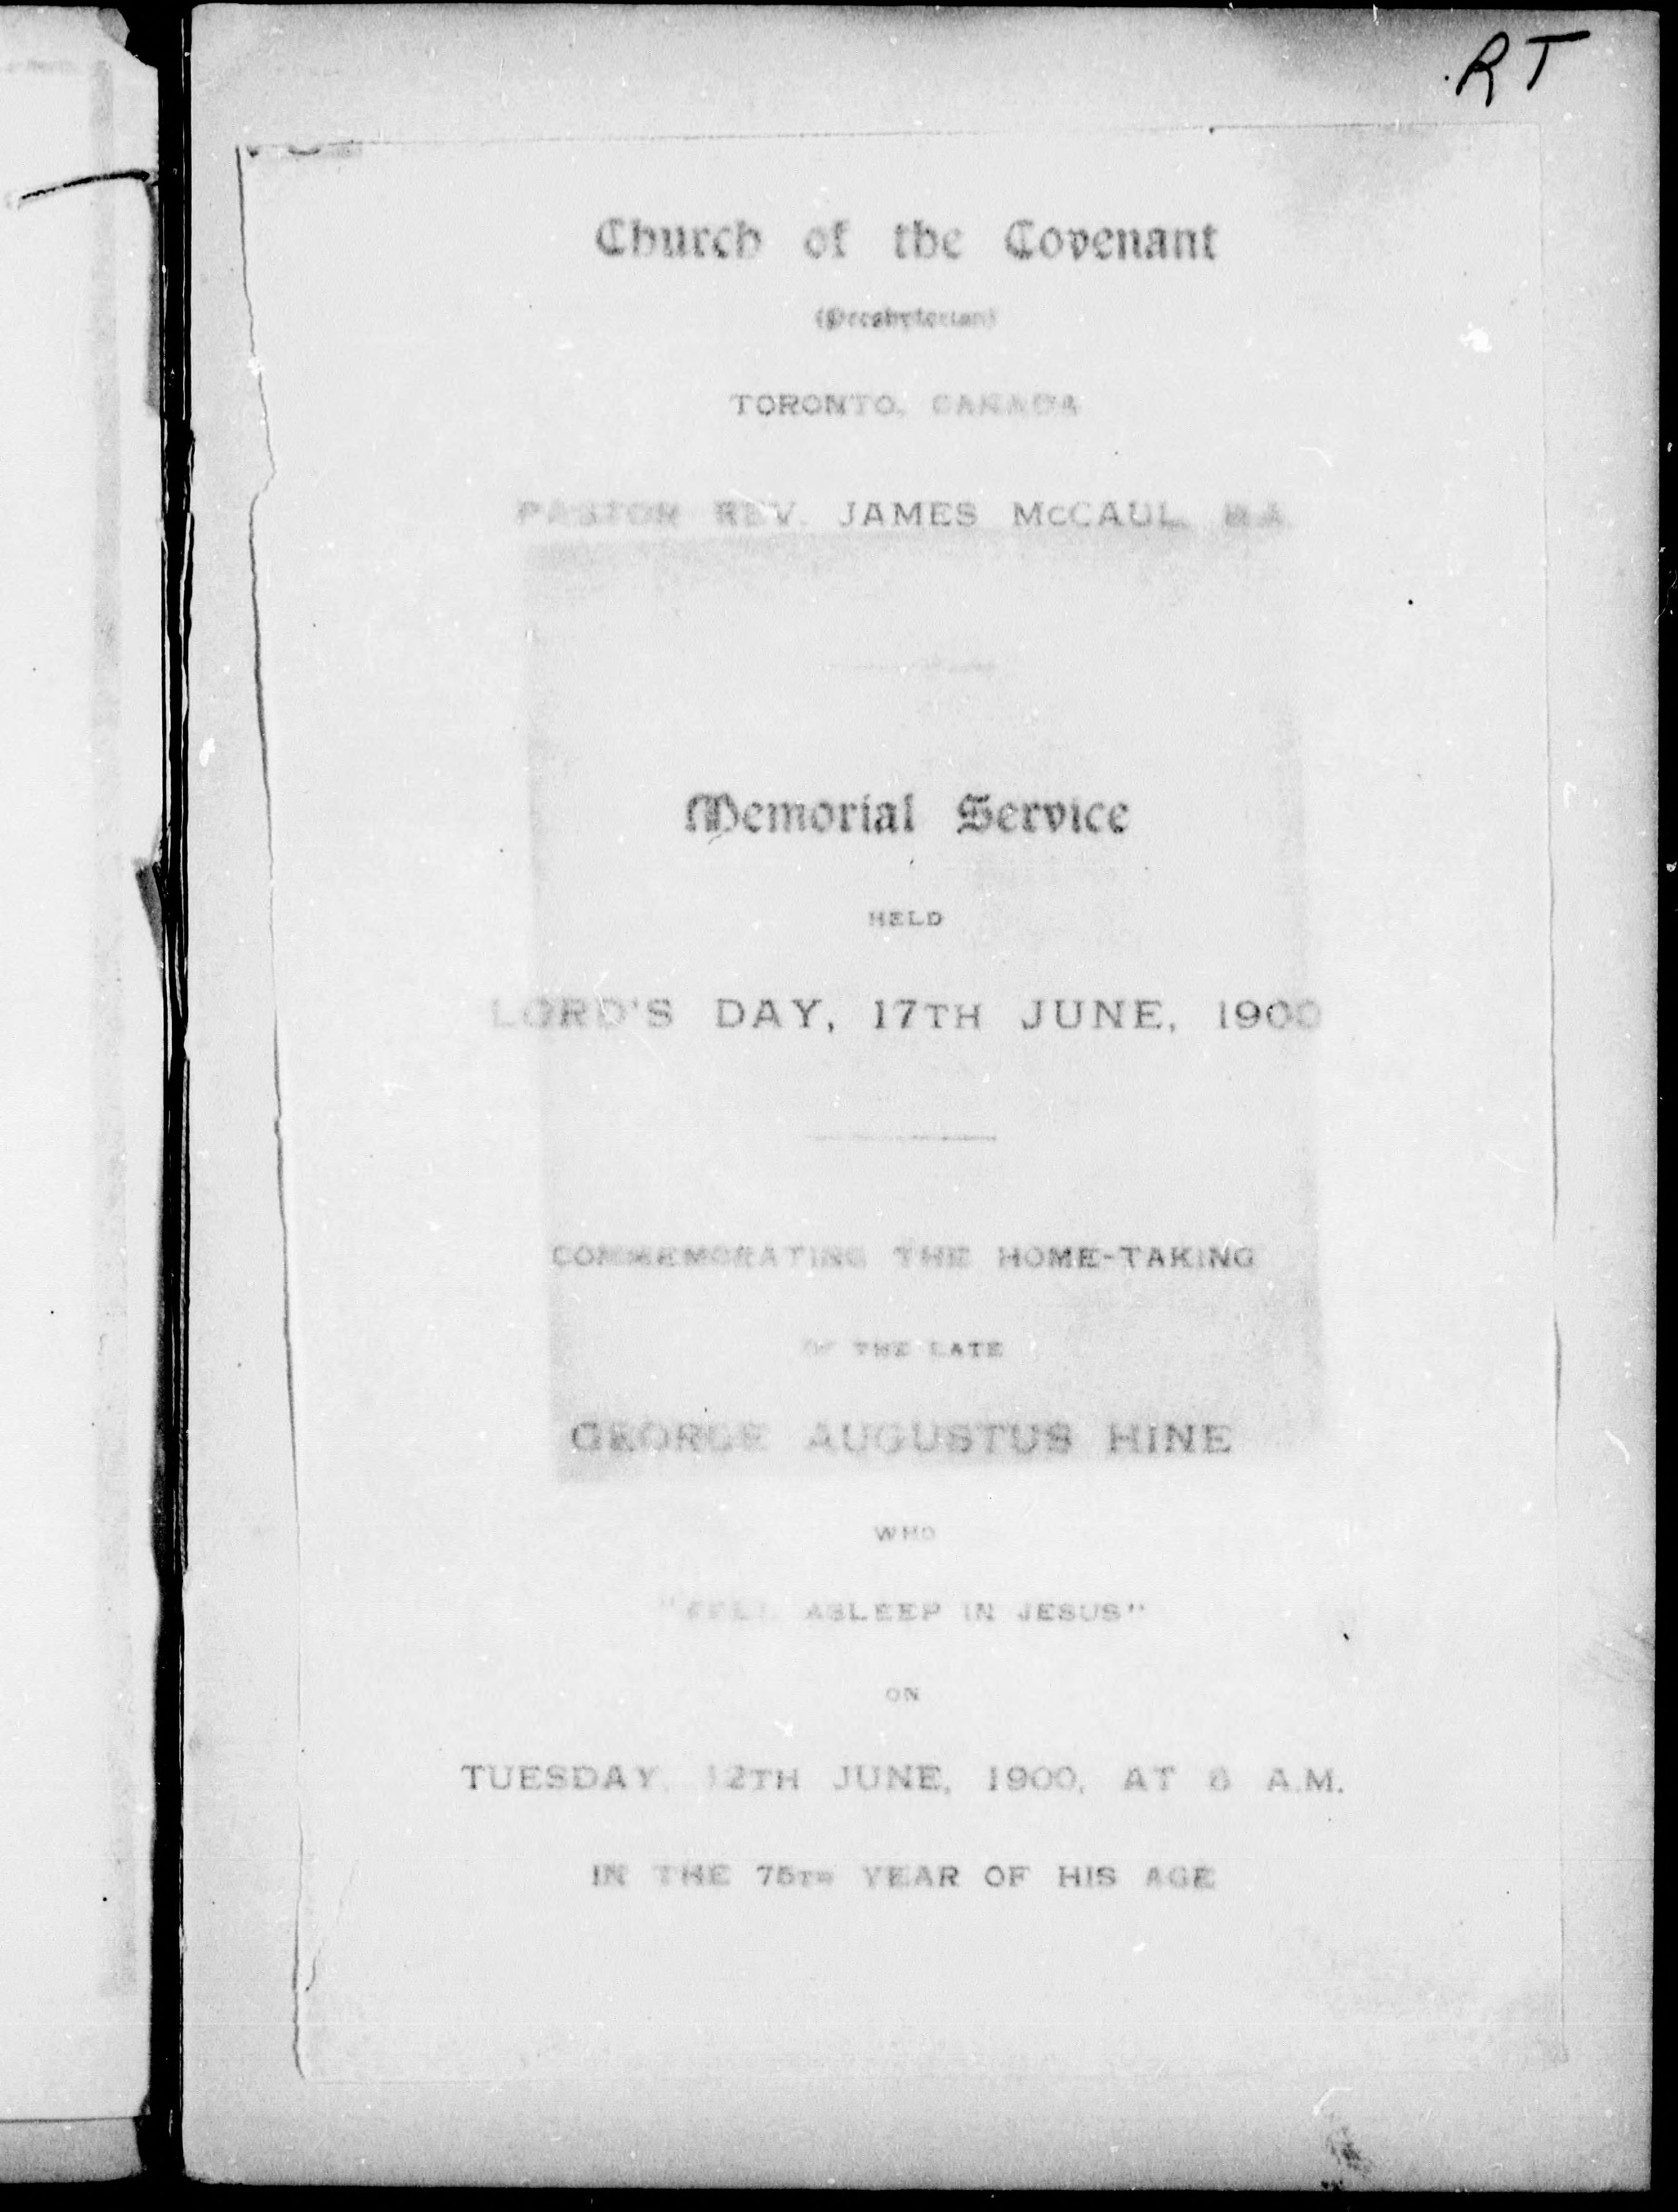 RT
Church of the Covenant
(Presbyterian)
TORONTO, CANADA
PASTOR REV. JAMES McCAUL, B.A.
Memorial Service
HELD
LORD'S DAY, 17TH JUNE, 1900
COMMEMORATING THE HOME-TAKING
OF THE LATE
GEORGE AUGUSTUS HINE
WHO
"FELL ASLEEP IN JESUS"
ON
TUESDAY, 12TH JUNE, 1900, AT 8 A.M.
IN THE 75TH YEAR OF HIS AGE